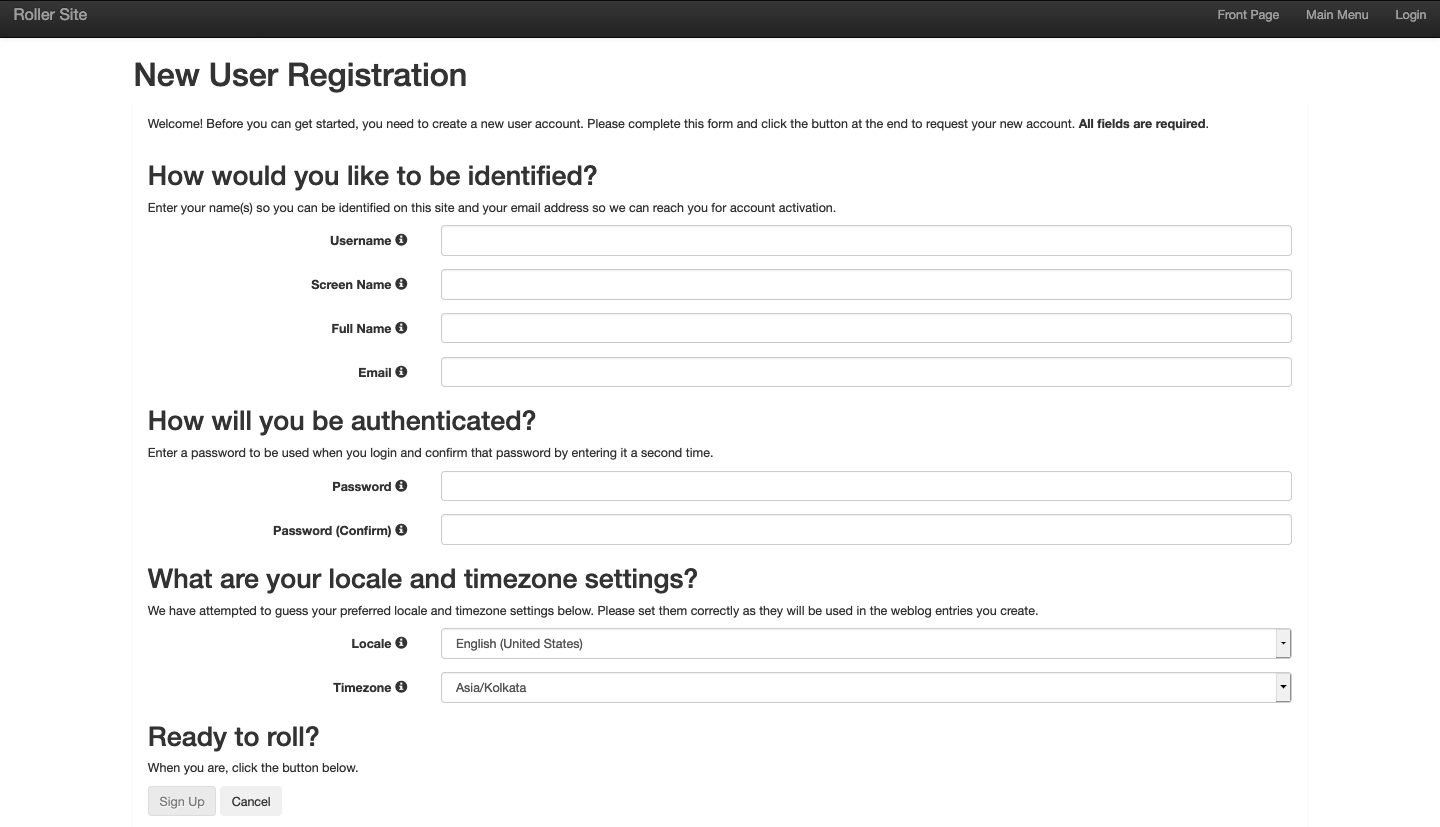 Roller Site Front Page Main Menu Login
New User Registration
Welcome! Before you can get started, you need to create a new user account. Please complete this form and click the button at the end to request your new account. All fields are required.
How would you like to be identified?
Enter your name(s) so you can be identified on this site and your email address so we can reach you for account activation.
Username
Screen Name
Full Name
Email
How will you be authenticated?
Enter a password to be used when you login and confirm that password by entering it a second time.
Password
Password (Confirm)
What are your locale and timezone settings?
We have attempted to guess your preferred locale and timezone settings below. Please set them correctly as they will be used in the weblog entries you create.
Locale English (United States)
Timezone Asia/Kolkata
Ready to roll?
When you are, click the button below.
Sign Up Cancel